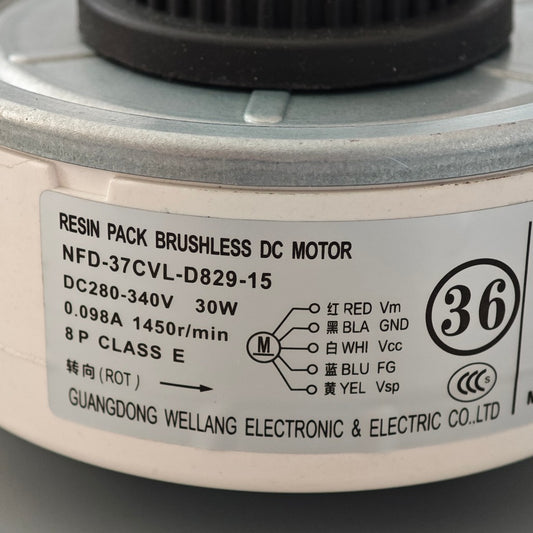 RESIN PACK BRUSHLESS DC MOTOR
NFD-37CVL-D829-15
DC280-340V 30W
0.098A 1450r/min
8P CLASS E
转向(ROT)
M
红 RED Vm
黑 BLA GND
白 WHI Vcc
蓝 BLU FG
黄 YEL Vsp
36
CCC S
GUANGDONG WELLANG ELECTRONIC & ELECTRIC CO.,LTD